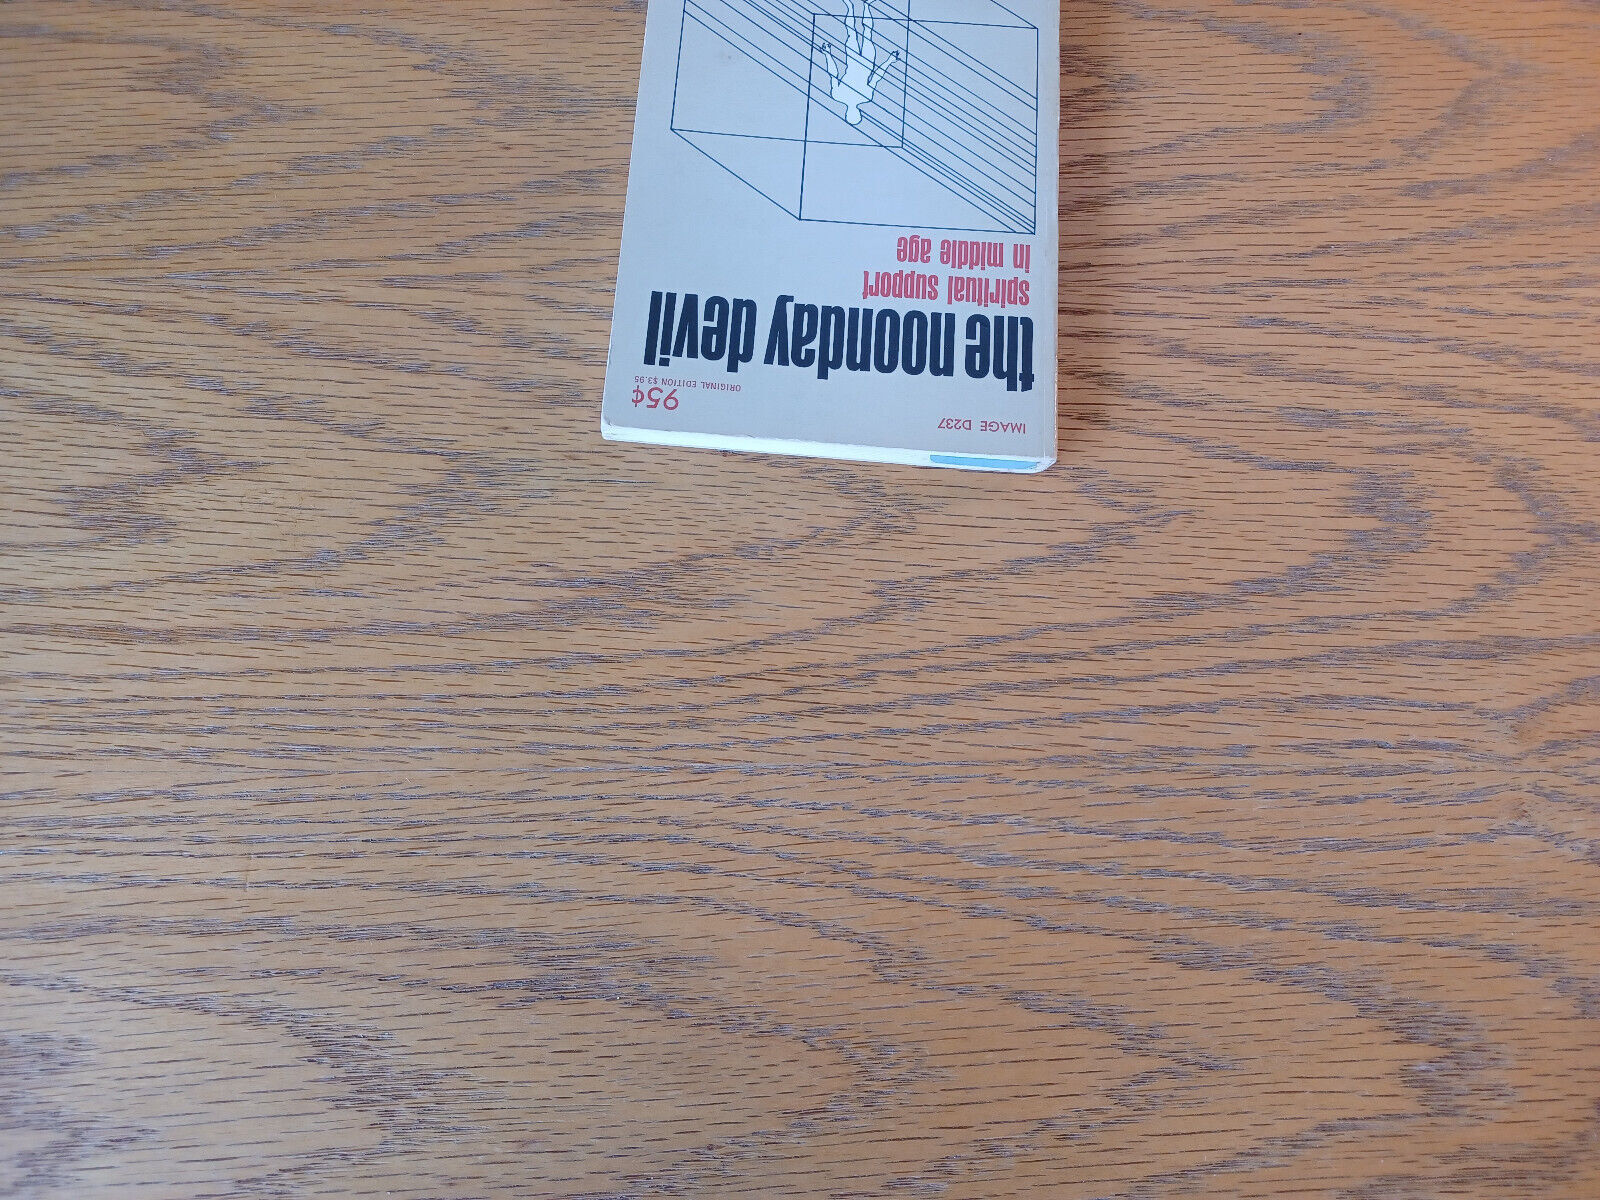 IMAGE D237
95¢
ORIGINAL EDITION $3.95
the noonday devil
spiritual support
in middle age